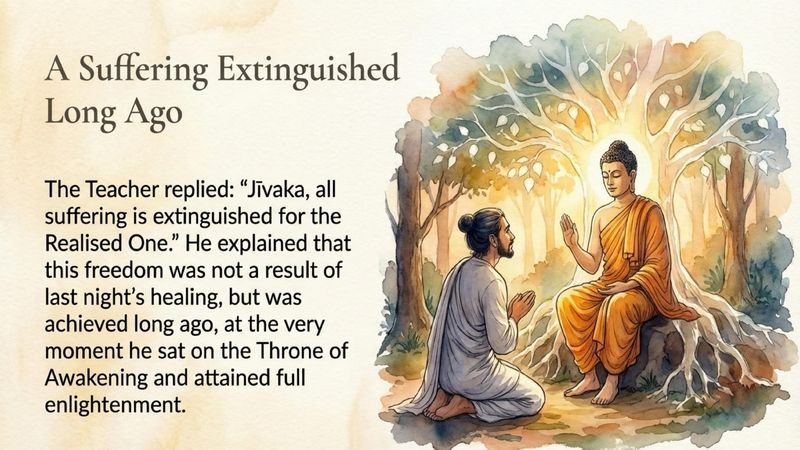 A Suffering Extinguished
Long Ago
The Teacher replied: “Jīvaka, all
suffering is extinguished for the
Realised One.” He explained that
this freedom was not a result of
last night’s healing, but was
achieved long ago, at the very
moment he sat on the Throne of
Awakening and attained full
enlightenment.